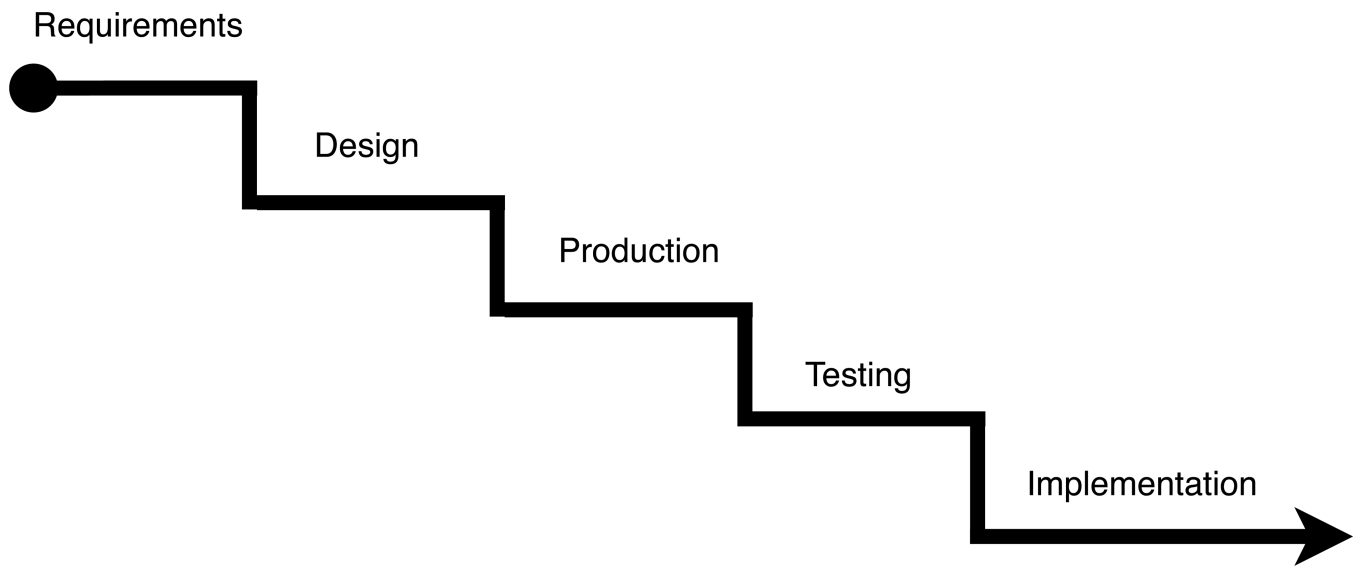 Requirements
Design
Production
Testing
Implementation